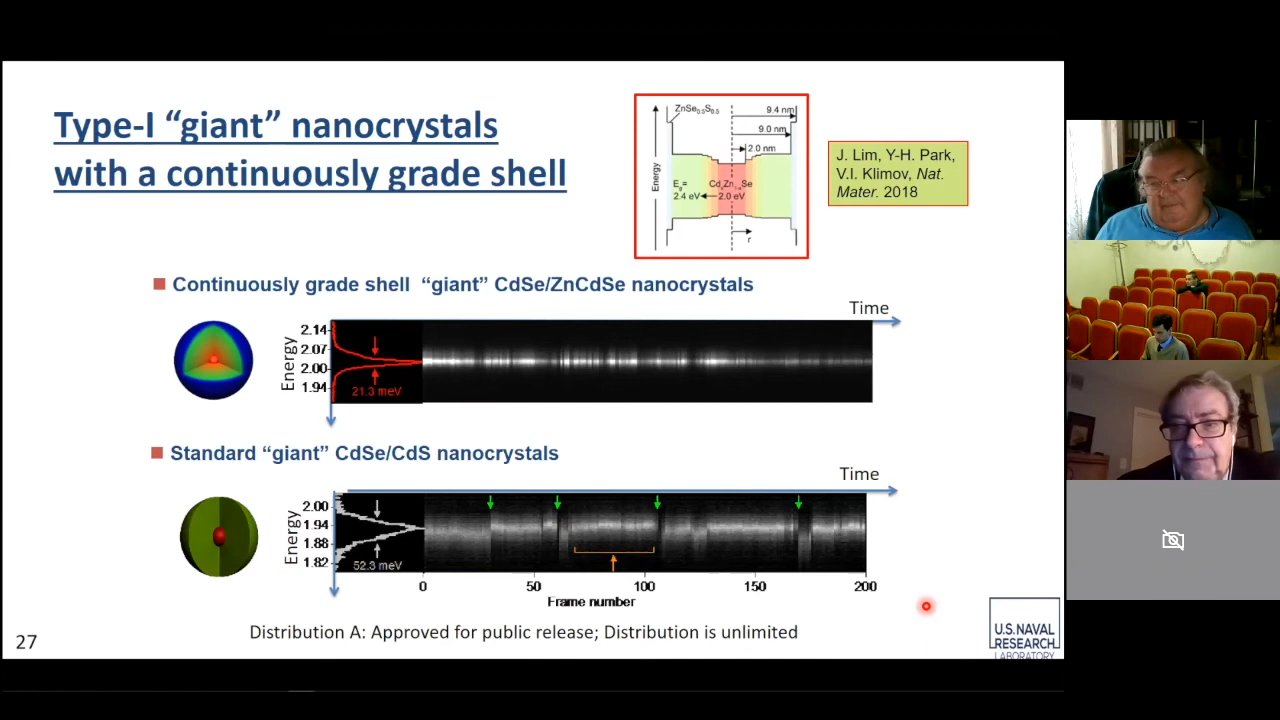 Type-I “giant” nanocrystals
with a continuously grade shell
ZnSe0.5S0.5
9.4 nm
9.0 nm
2.0 nm
Energy
Eg=
2.4 eV
CdxZn1-xSe
2.0 eV
r
J. Lim, Y-H. Park,
V.I. Klimov, Nat.
Mater. 2018
Continuously grade shell “giant” CdSe/ZnCdSe nanocrystals
Time
Energy
2.14
2.07
2.00
1.94
21.3 meV
Standard “giant” CdSe/CdS nanocrystals
Time
Energy
2.00
1.94
1.88
1.82
52.3 meV
0 50 100 150 200
Frame number
Distribution A: Approved for public release; Distribution is unlimited
27
U.S. NAVAL
RESEARCH
LABORATORY